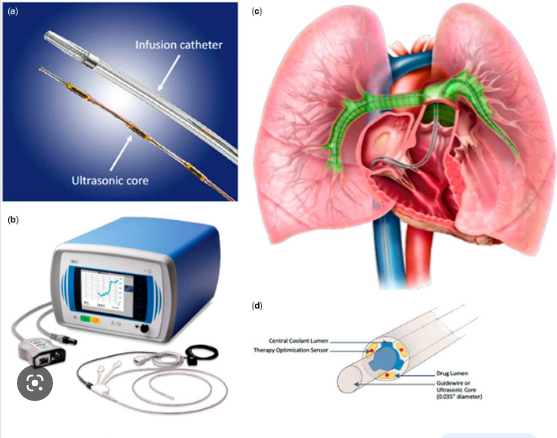 (a)
Infusion catheter
Ultrasonic core
(b)
(c)
(d)
Central Coolant Lumen
Therapy Optimization Sensor
Drug Lumen
Guidewire or
Ultrasonic Core
(0.035" diameter)